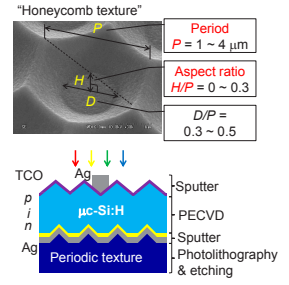 "Honeycomb texture"
P
H
D
Period
P = 1 ~ 4 μm
Aspect ratio
H/P = 0 ~ 0.3
D/P =
0.3 ~ 0.5
Ag
TCO
p
i
n
Ag
μc-Si:H
Periodic texture
Sputter
PECVD
Sputter
Photolithography
& etching